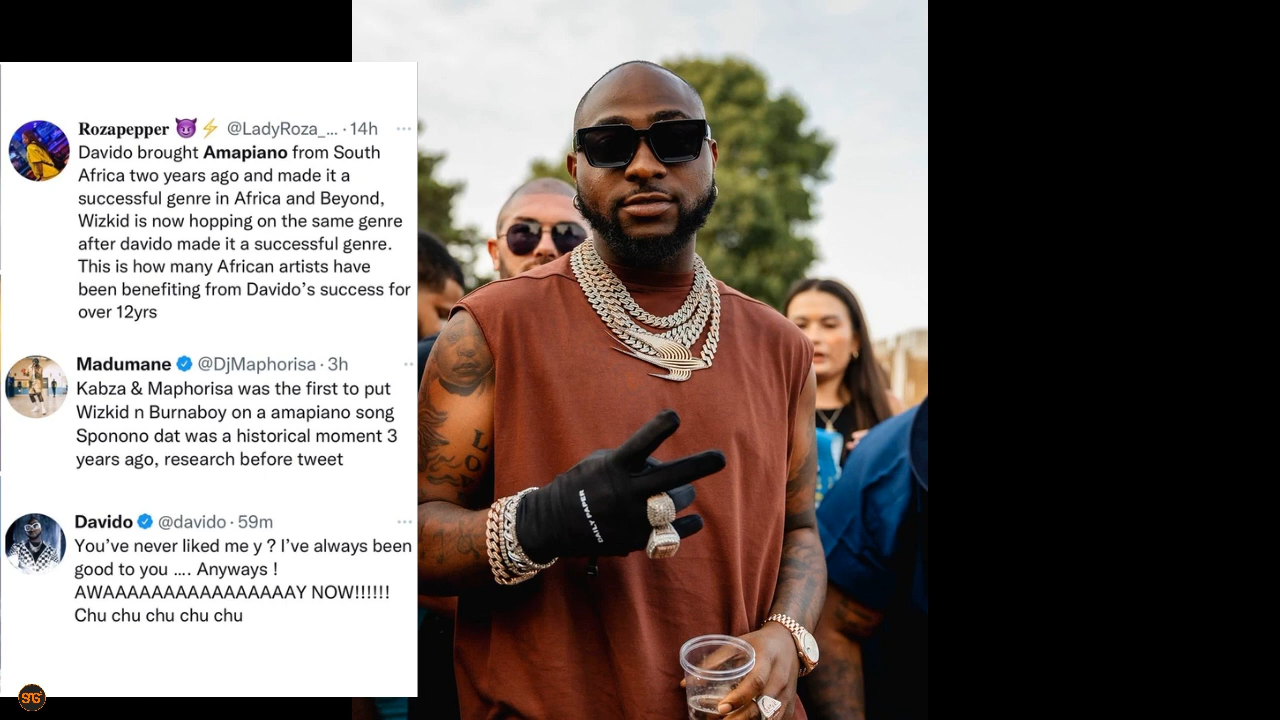 Rozapepper 😈⚡ @LadyRoza_... · 14h ...
Davido brought Amapiano from South
Africa two years ago and made it a
successful genre in Africa and Beyond,
Wizkid is now hopping on the same genre
after davido made it a successful genre.
This is how many African artists have
been benefiting from Davido's success for
over 12yrs
Madumane @DjMaphorisa · 3h ..
Kabza & Maphorisa was the first to put
Wizkid n Burnaboy on a amapiano song
Sponono dat was a historical moment 3
years ago, research before tweet
Davido @davido · 59m ...
You've never liked me y ? I've always been
good to you .... Anyways !
AWAAAAAAAAAAAAAAAAY NOW!!!!!!
Chu chu chu chu chu
DAILY PAPER
LOV
SMG